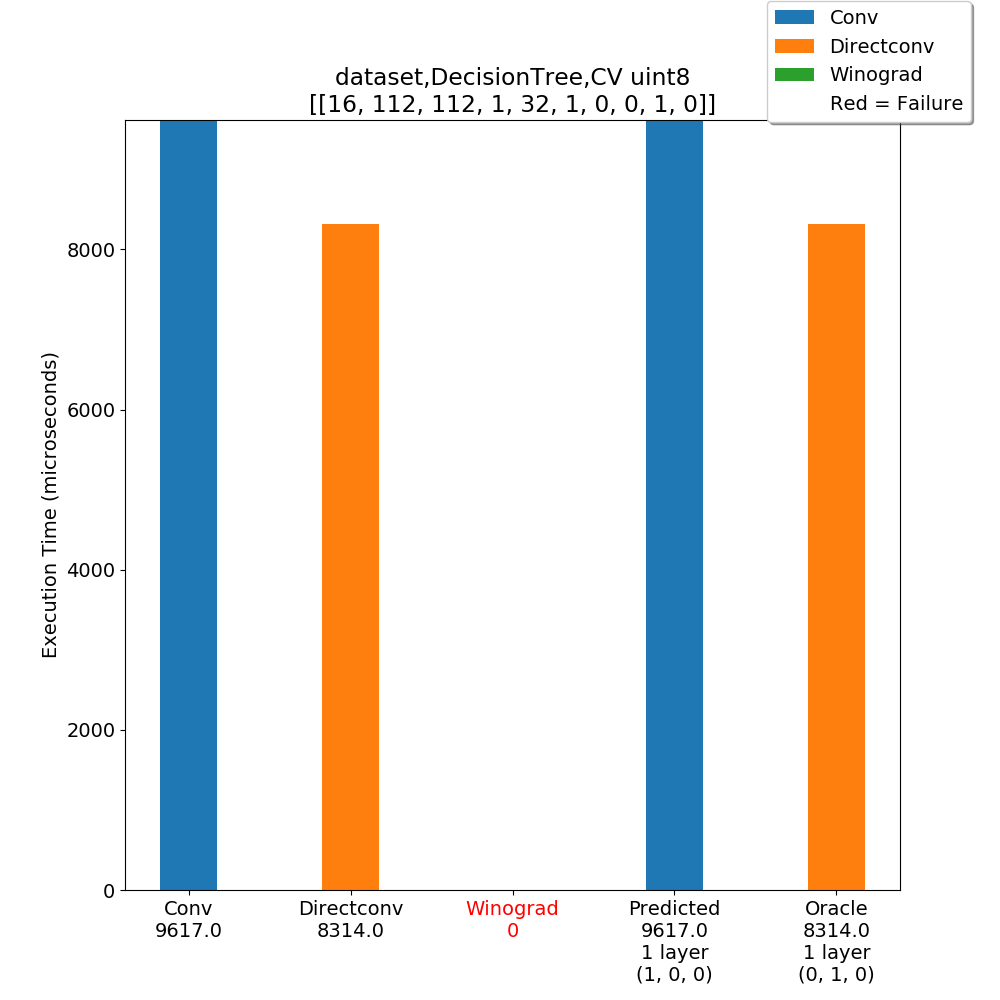 Conv
Directconv
Winograd
Red = Failure
dataset,DecisionTree,CV uint8
[[16, 112, 112, 1, 32, 1, 0, 0, 1, 0]]
Execution Time (microseconds)
8000
6000
4000
2000
0
Conv
9617.0
Directconv
8314.0
Winograd
0
Predicted
9617.0
1 layer
(1, 0, 0)
Oracle
8314.0
1 layer
(0, 1, 0)